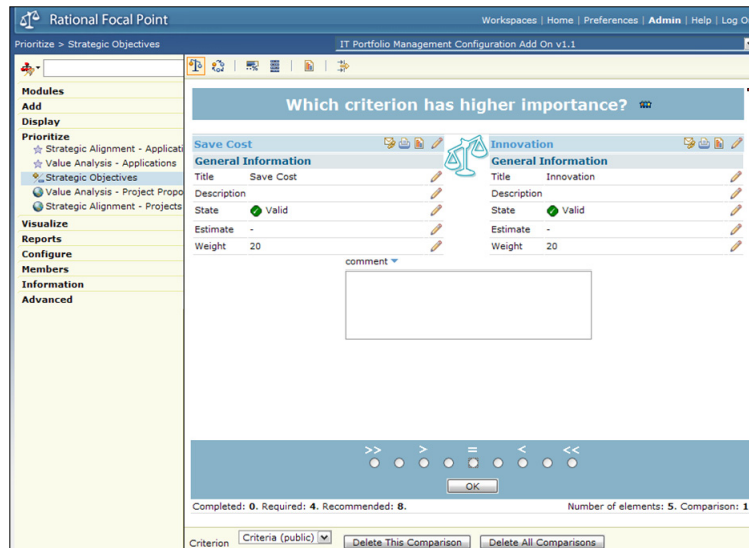 Rational Focal Point
Workspaces | Home | Preferences | Admin | Help | Log O
Prioritize > Strategic Objectives
IT Portfolio Management Configuration Add On v1.1
Modules
Add
Display
Prioritize
Strategic Alignment - Applicati
Value Analysis - Applications
Strategic Objectives
Value Analysis - Project Propo
Strategic Alignment - Projects
Visualize
Reports
Configure
Members
Information
Advanced
Which criterion has higher importance?
Save Cost
General Information
Title Save Cost
Description
State Valid
Estimate -
Weight 20
Innovation
General Information
Title Innovation
Description
State Valid
Estimate -
Weight 20
comment
>> > = < <<
OK
Completed: 0. Required: 4. Recommended: 8.
Number of elements: 5. Comparison: 1
Criterion Criteria (public) Delete This Comparison Delete All Comparisons